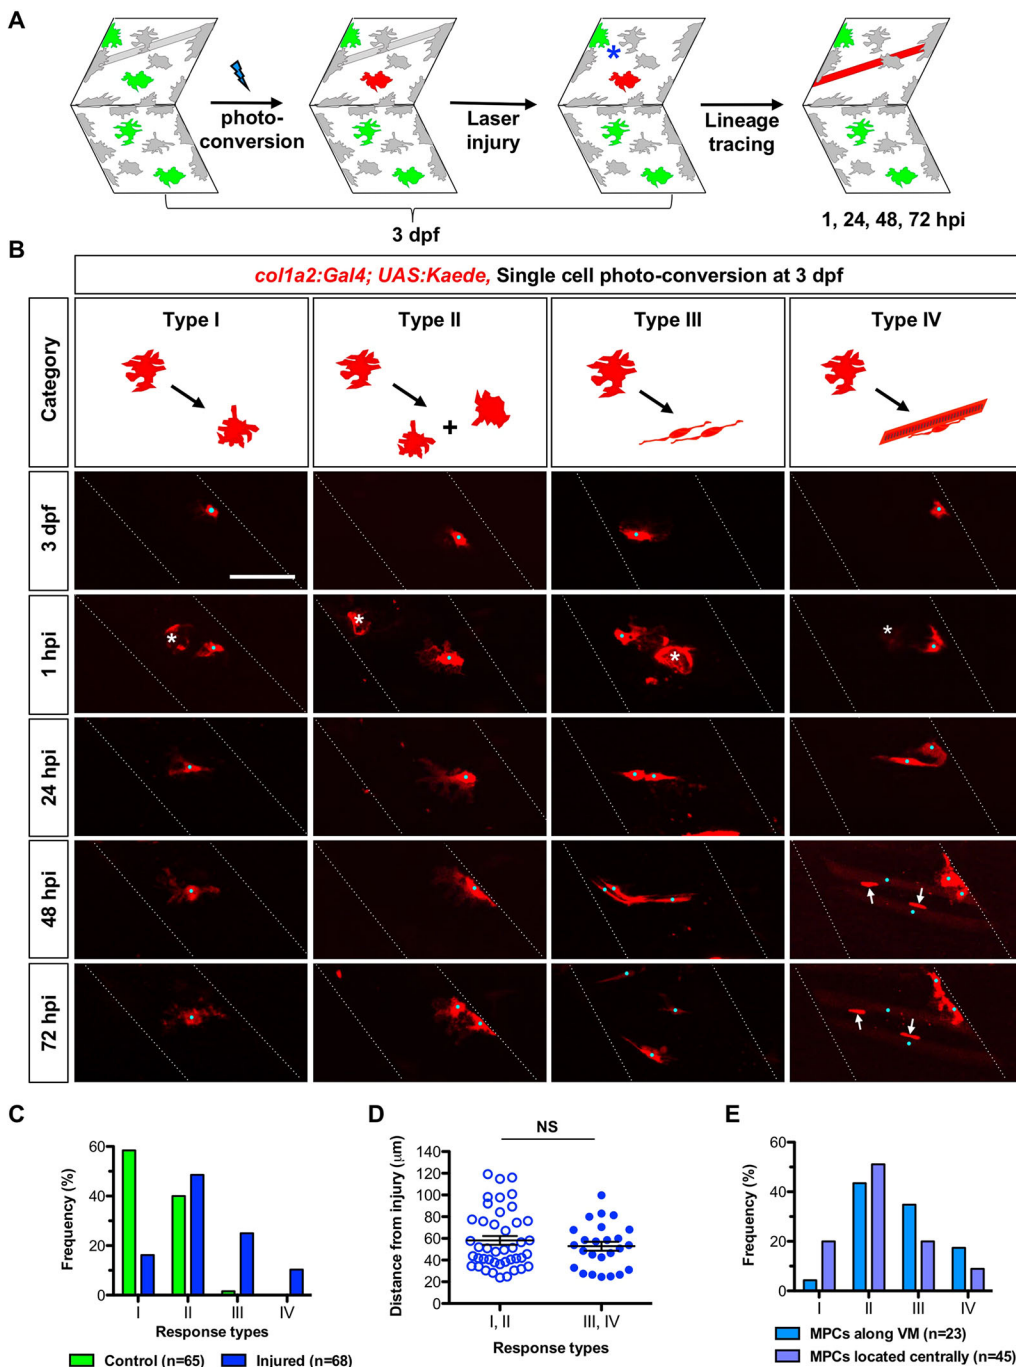 A
photo-
conversion
Laser
injury
*
Lineage
tracing
3 dpf
1, 24, 48, 72 hpi
B
col1a2:Gal4; UAS:Kaede, Single cell photo-conversion at 3 dpf
Category
Type I
Type II
Type III
Type IV
+
3 dpf
1 hpi
*
*
*
*
24 hpi
48 hpi
72 hpi
C
Frequency (%)
60
40
20
0
I
II
III
IV
Response types
Control (n=65)
Injured (n=68)
D
NS
Distance from injury (μm)
140
120
100
80
60
40
20
0
I, II
III, IV
Response types
E
Frequency (%)
60
40
20
0
I
II
III
IV
MPCs along VM (n=23)
MPCs located centrally (n=45)